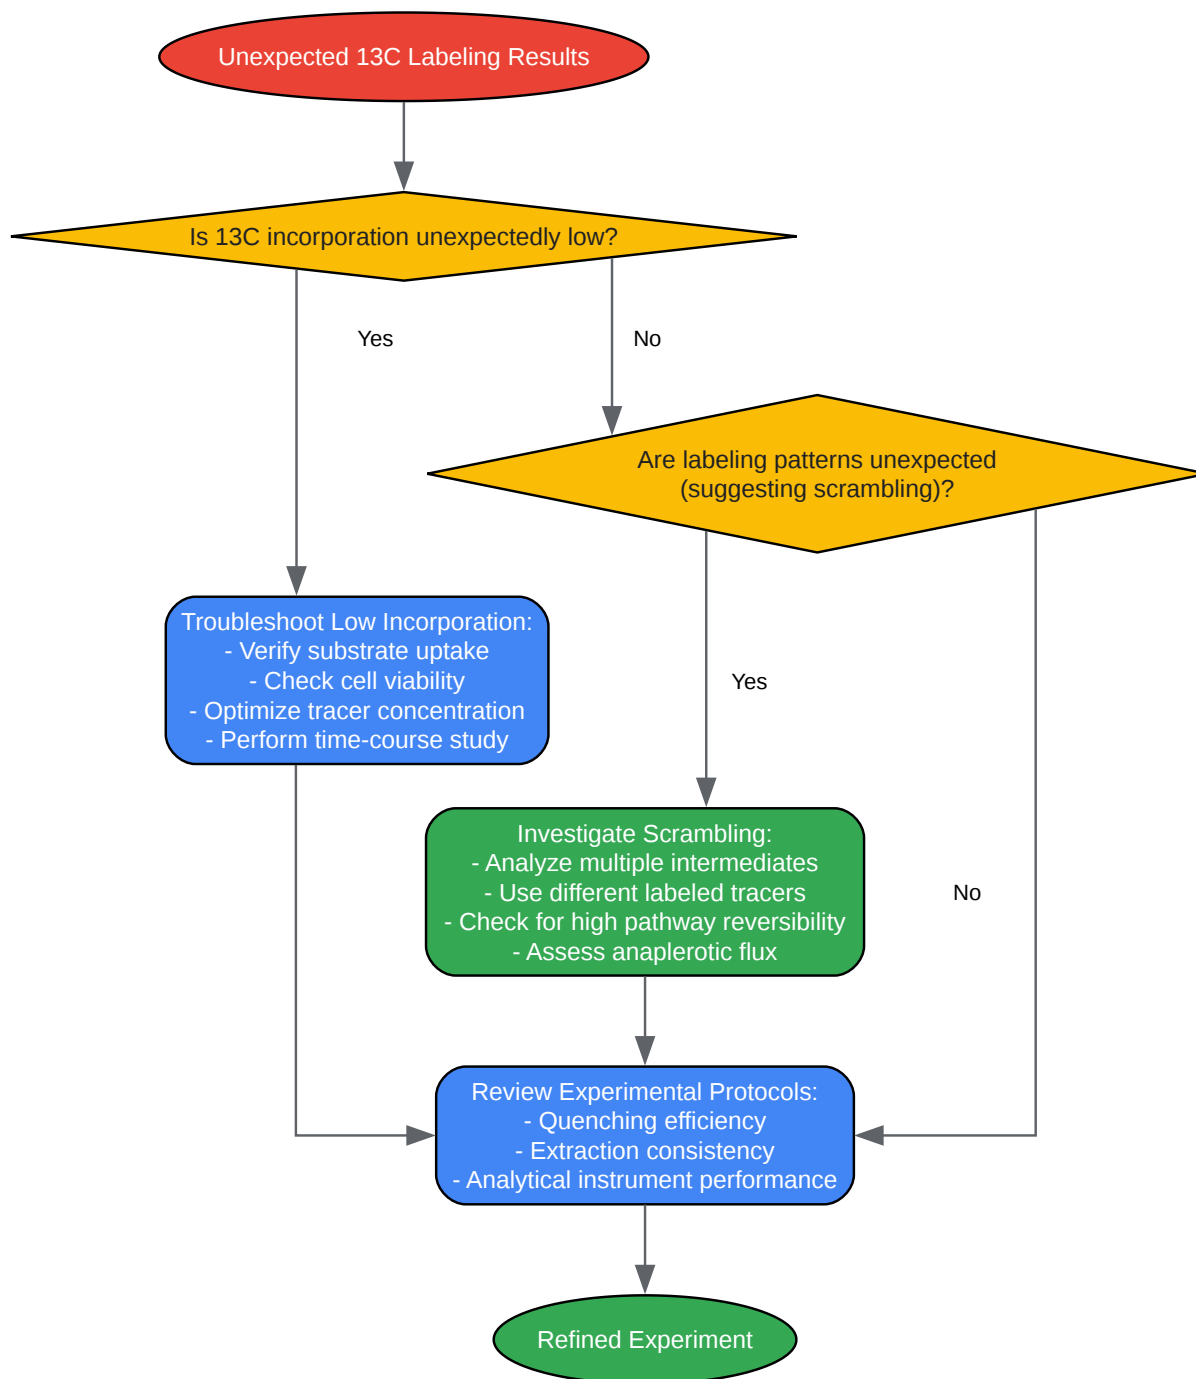 Unexpected 13C Labeling Results
Is 13C incorporation unexpectedly low?
Yes
No
Are labeling patterns unexpected
(suggesting scrambling)?
Troubleshoot Low Incorporation:
- Verify substrate uptake
- Check cell viability
- Optimize tracer concentration
- Perform time-course study
Yes
Investigate Scrambling:
- Analyze multiple intermediates
- Use different labeled tracers
- Check for high pathway reversibility
- Assess anaplerotic flux
No
Review Experimental Protocols:
- Quenching efficiency
- Extraction consistency
- Analytical instrument performance
Refined Experiment